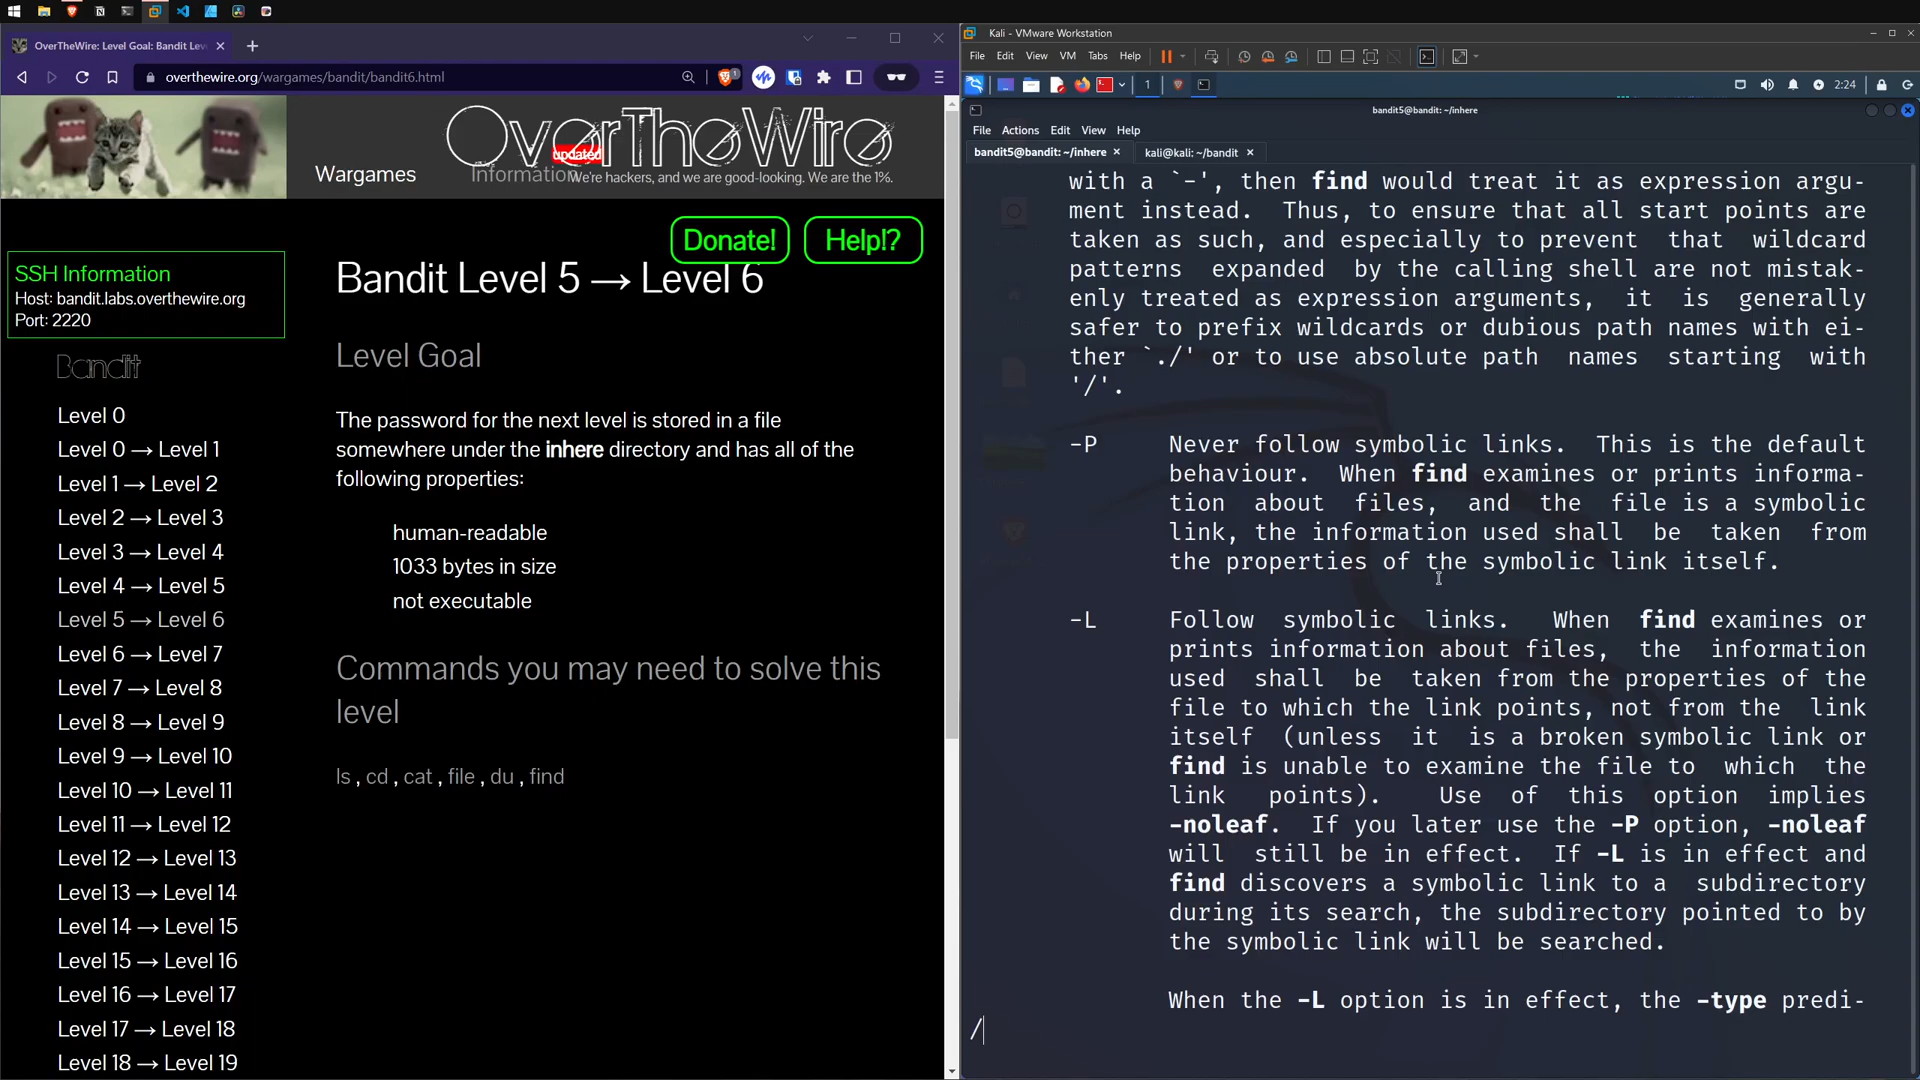 OverTheWire: Level Goal: Bandit Lev
overthewire.org/wargames/bandit/bandit6.html
OverTheWire
updated
Wargames
Information
We're hackers, and we are good-looking. We are the 1%.
Donate!
Help!?
SSH Information
Host: bandit.labs.overthewire.org
Port: 2220
Bandit
Level 0
Level 0 → Level 1
Level 1 → Level 2
Level 2 → Level 3
Level 3 → Level 4
Level 4 → Level 5
Level 5 → Level 6
Level 6 → Level 7
Level 7 → Level 8
Level 8 → Level 9
Level 9 → Level 10
Level 10 → Level 11
Level 11 → Level 12
Level 12 → Level 13
Level 13 → Level 14
Level 14 → Level 15
Level 15 → Level 16
Level 16 → Level 17
Level 17 → Level 18
Level 18 → Level 19
Bandit Level 5 → Level 6
Level Goal
The password for the next level is stored in a file
somewhere under the inhere directory and has all of the
following properties:
human-readable
1033 bytes in size
not executable
Commands you may need to solve this
level
ls , cd , cat , file , du , find
Kali - VMware Workstation
File Edit View VM Tabs Help
1
2:24
bandit5@bandit: ~/inhere
File Actions Edit View Help
bandit5@bandit: ~/inhere
kali@kali: ~/bandit
with a `-', then find would treat it as expression argu-
ment instead. Thus, to ensure that all start points are
taken as such, and especially to prevent that wildcard
patterns expanded by the calling shell are not mistak-
enly treated as expression arguments, it is generally
safer to prefix wildcards or dubious path names with ei-
ther `./' or to use absolute path names starting with
'/'.
-P Never follow symbolic links. This is the default
behaviour. When find examines or prints informa-
tion about files, and the file is a symbolic
link, the information used shall be taken from
the properties of the symbolic link itself.
-L Follow symbolic links. When find examines or
prints information about files, the information
used shall be taken from the properties of the
file to which the link points, not from the link
itself (unless it is a broken symbolic link or
find is unable to examine the file to which the
link points). Use of this option implies
-noleaf. If you later use the -P option, -noleaf
will still be in effect. If -L is in effect and
find discovers a symbolic link to a subdirectory
during its search, the subdirectory pointed to by
the symbolic link will be searched.
When the -L option is in effect, the -type predi-
/